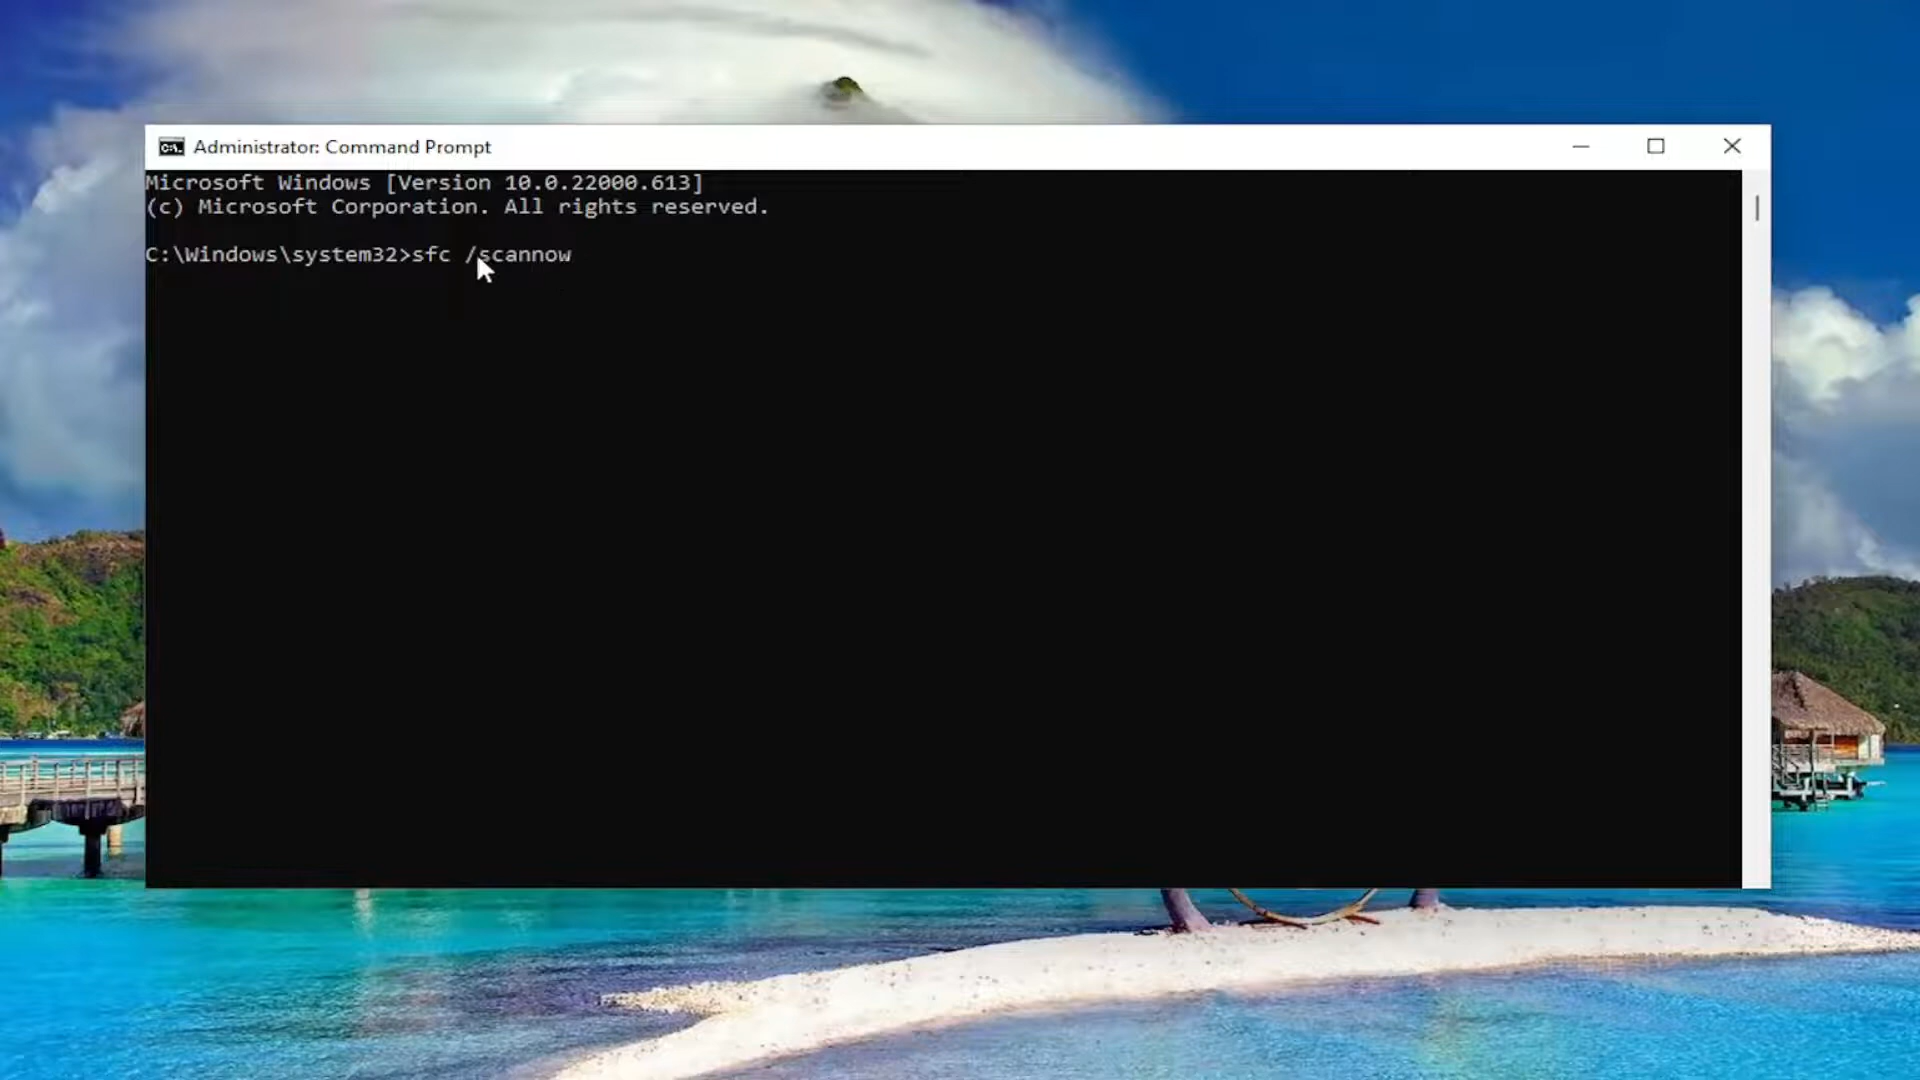 Administrator: Command Prompt
Microsoft Windows [Version 10.0.22000.613]
(c) Microsoft Corporation. All rights reserved.
C:\Windows\system32>sfc /scannow